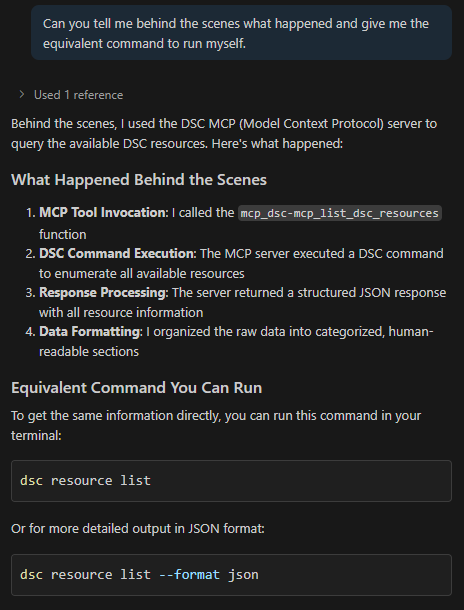 Can you tell me behind the scenes what happened and give me the
equivalent command to run myself.
Used 1 reference
Behind the scenes, I used the DSC MCP (Model Context Protocol) server to
query the available DSC resources. Here's what happened:
What Happened Behind the Scenes
1. MCP Tool Invocation: I called the mcp_dsc-mcp_list_dsc_resources
function
2. DSC Command Execution: The MCP server executed a DSC command
to enumerate all available resources
3. Response Processing: The server returned a structured JSON response
with all resource information
4. Data Formatting: I organized the raw data into categorized, human-
readable sections
Equivalent Command You Can Run
To get the same information directly, you can run this command in your
terminal:
dsc resource list
Or for more detailed output in JSON format:
dsc resource list --format json